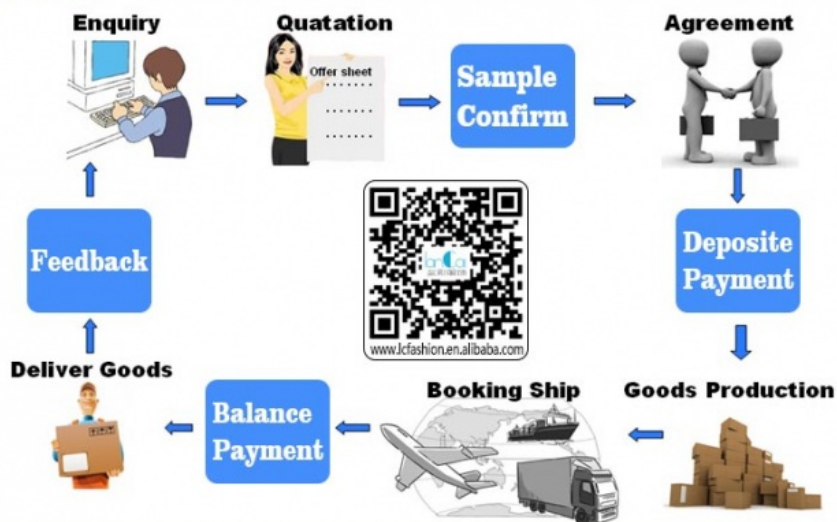 Enquiry
Quatation
Agreement
Offer sheet
Sample
Confirm
Feedback
Deposite
Payment
www.lcfashion.en.alibaba.com
Deliver Goods
Balance
Payment
Booking Ship
Goods Production